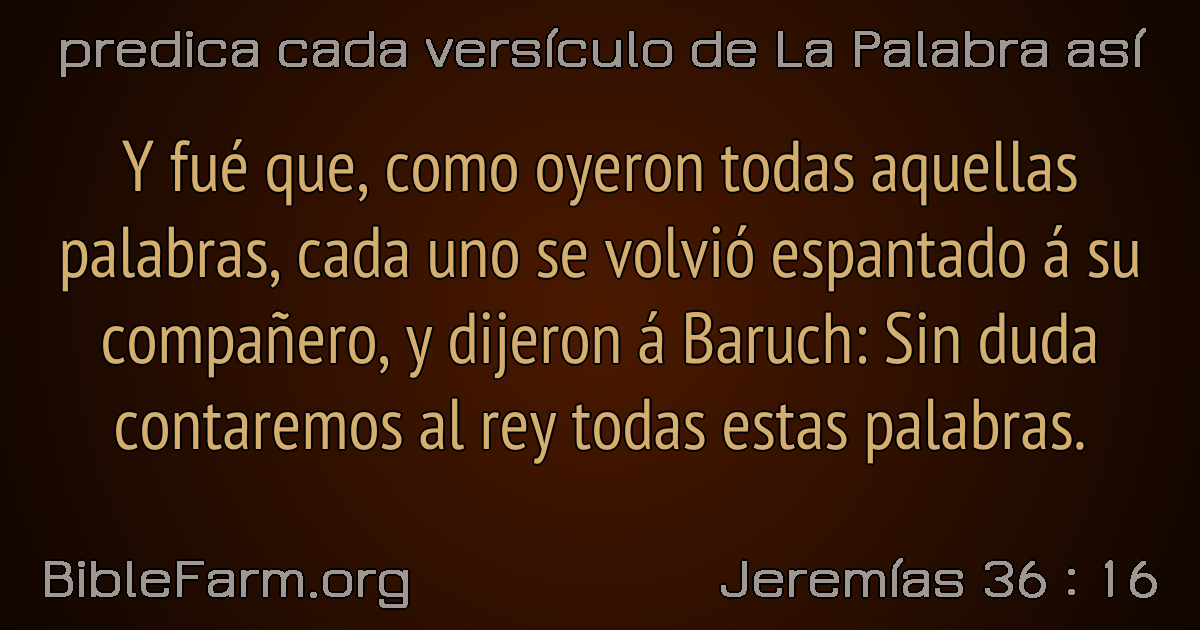 predica cada versículo de La Palabra así
Y fué que, como oyeron todas aquellas
palabras, cada uno se volvió espantado á su
compañero, y dijeron á Baruch: Sin duda
contaremos al rey todas estas palabras.
BibleFarm.org
Jeremías 36 : 16